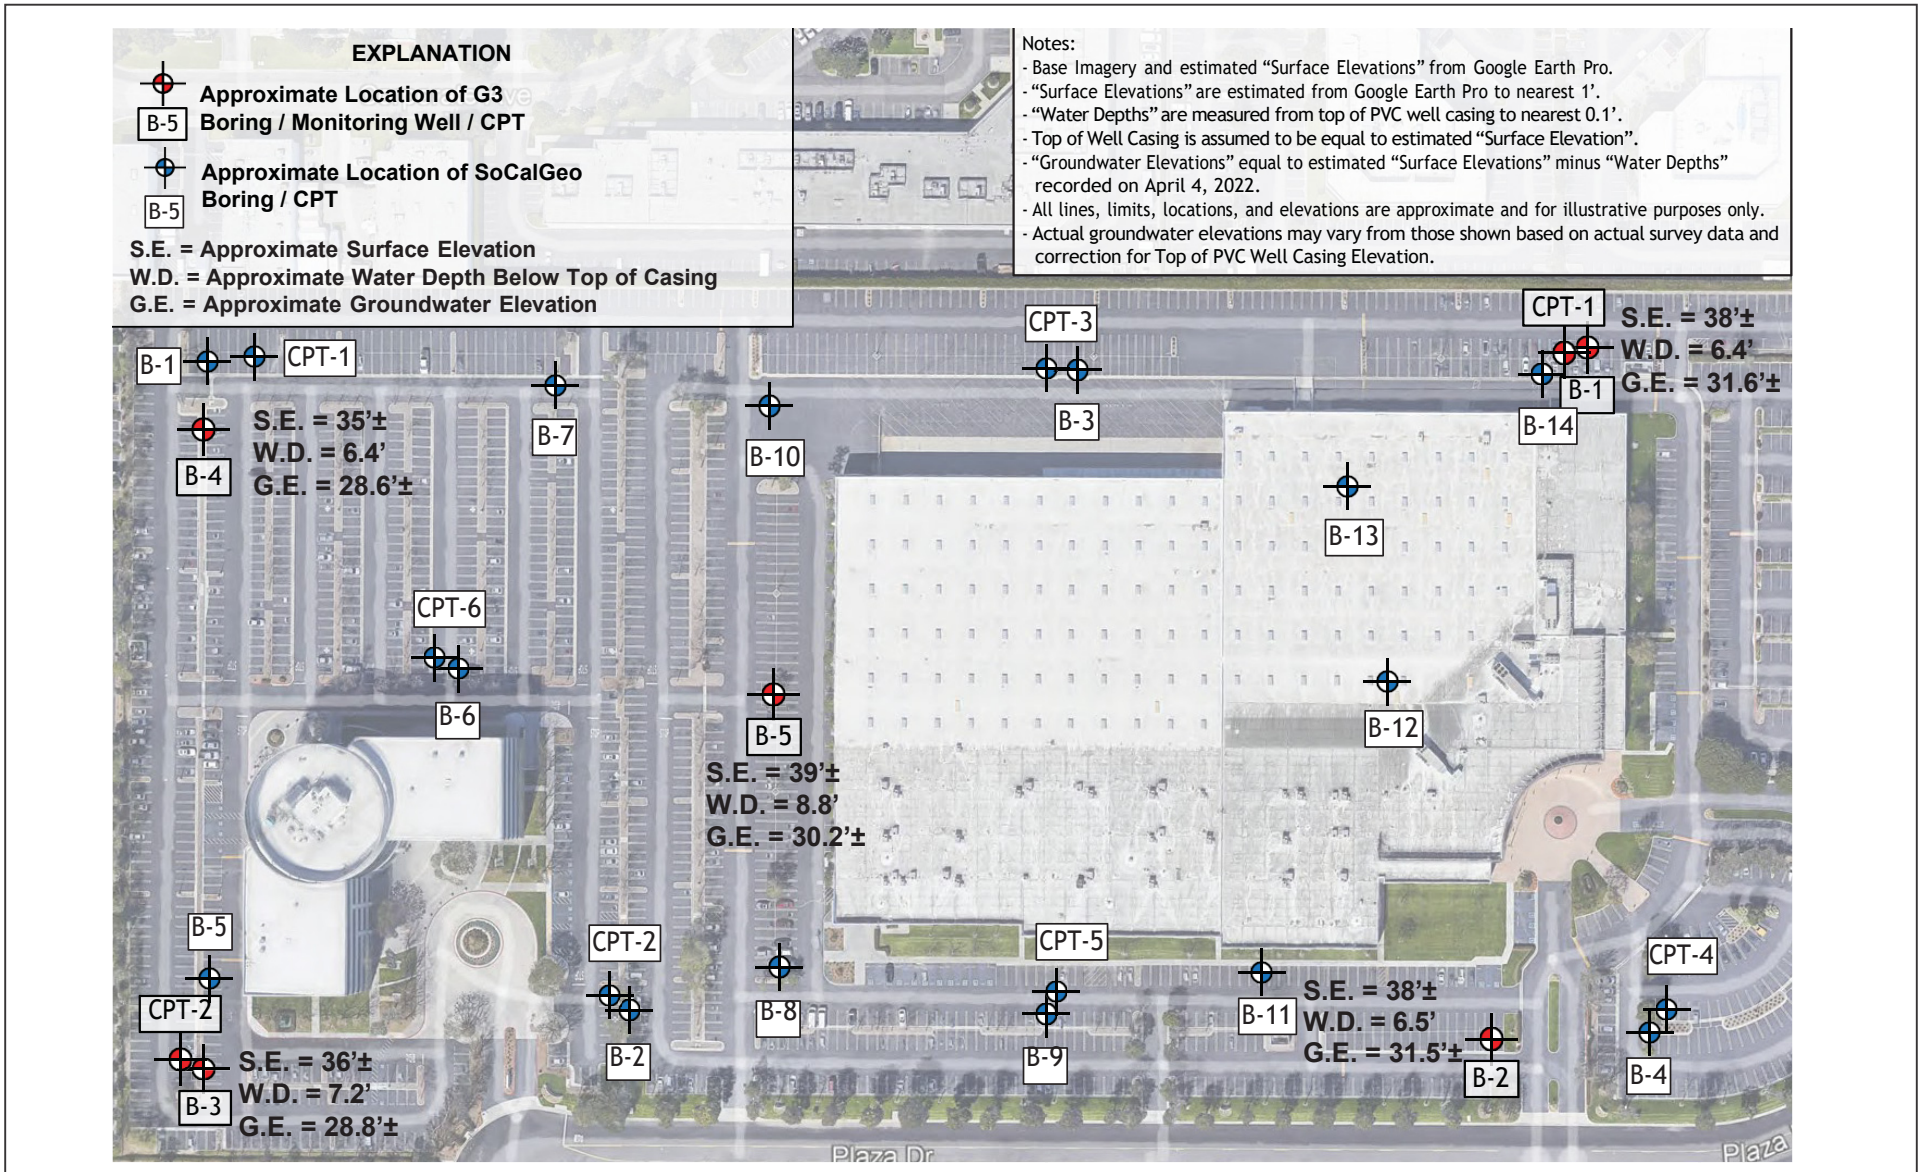 EXPLANATION
Approximate Location of G3
Boring / Monitoring Well / CPT
B-5
Approximate Location of SoCalGeo
Boring / CPT
B-5
S.E. = Approximate Surface Elevation
W.D. = Approximate Water Depth Below Top of Casing
G.E. = Approximate Groundwater Elevation
Notes:
- Base Imagery and estimated “Surface Elevations” from Google Earth Pro.
- “Surface Elevations” are estimated from Google Earth Pro to nearest 1’.
- “Water Depths” are measured from top of PVC well casing to nearest 0.1’.
- Top of Well Casing is assumed to be equal to estimated “Surface Elevation”.
- “Groundwater Elevations” equal to estimated “Surface Elevations” minus “Water Depths”
recorded on April 4, 2022.
- All lines, limits, locations, and elevations are approximate and for illustrative purposes only.
- Actual groundwater elevations may vary from those shown based on actual survey data and
correction for Top of PVC Well Casing Elevation.
B-1
CPT-1
B-4
S.E. = 35’±
W.D. = 6.4’
G.E. = 28.6’±
B-7
B-10
CPT-3
B-3
CPT-1
S.E. = 38’±
W.D. = 6.4’
G.E. = 31.6’±
B-1
B-14
B-13
CPT-6
B-6
B-5
S.E. = 39’±
W.D. = 8.8’
G.E. = 30.2’±
B-12
B-5
CPT-2
B-3
S.E. = 36’±
W.D. = 7.2’
G.E. = 28.8’±
CPT-2
B-2
B-8
CPT-5
B-9
B-11
S.E. = 38’±
W.D. = 6.5’
G.E. = 31.5’±
B-2
CPT-4
B-4
Plaza Dr
Plaza